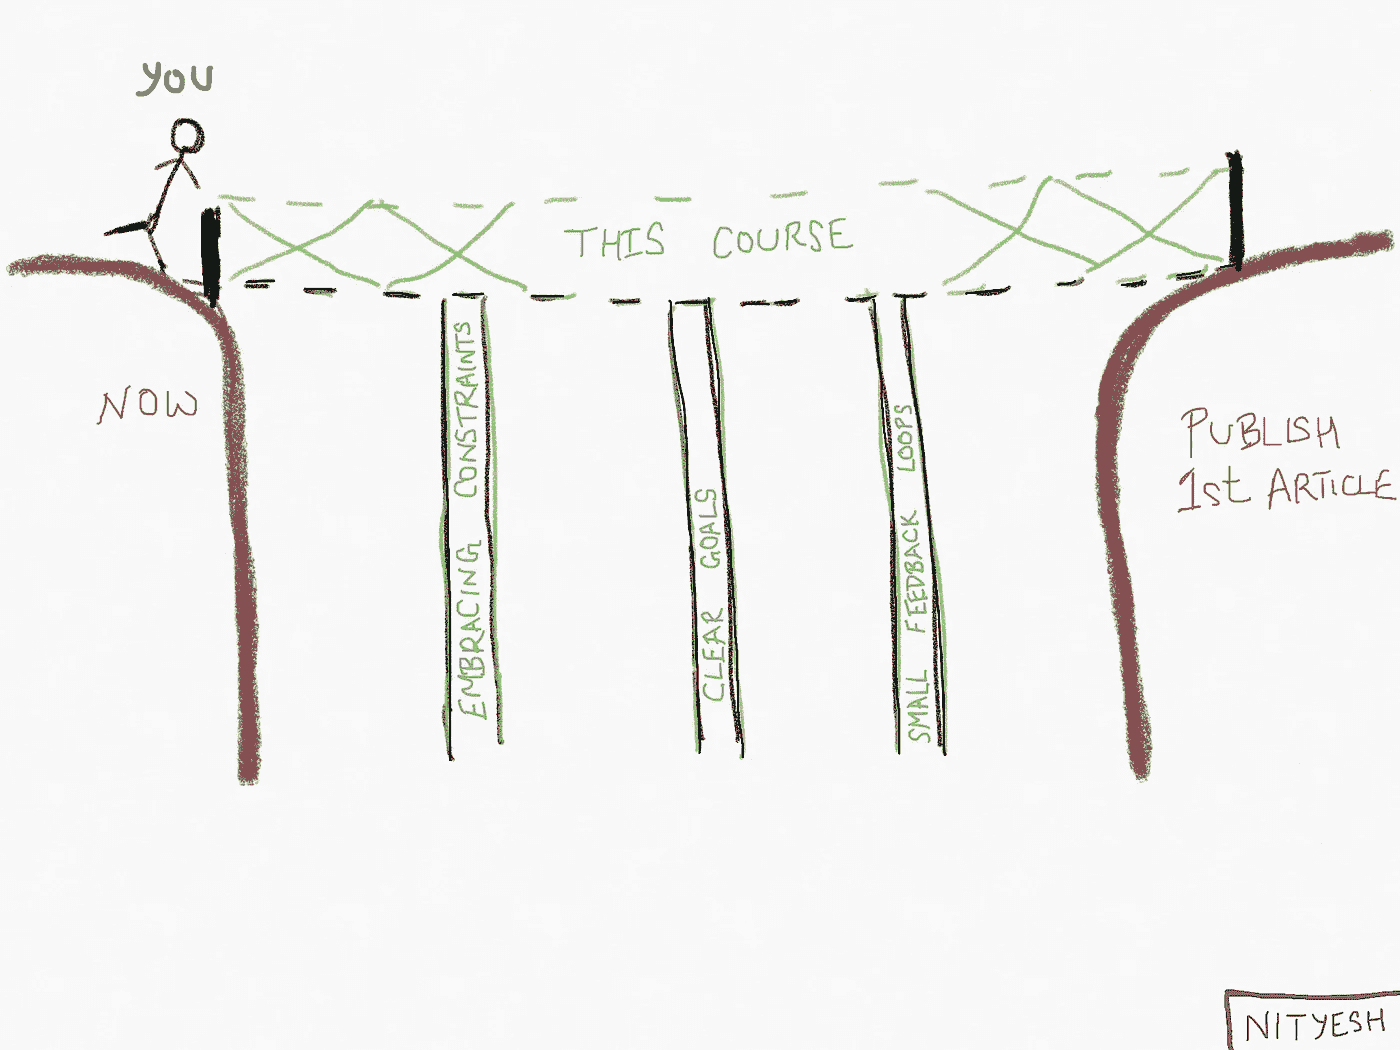 YOU
THIS COURSE
NOW
EMBRACING CONSTRAINTS
CLEAR GOALS
SMALL FEEDBACK LOOPS
PUBLISH
1st ARTICLE
NITYESH